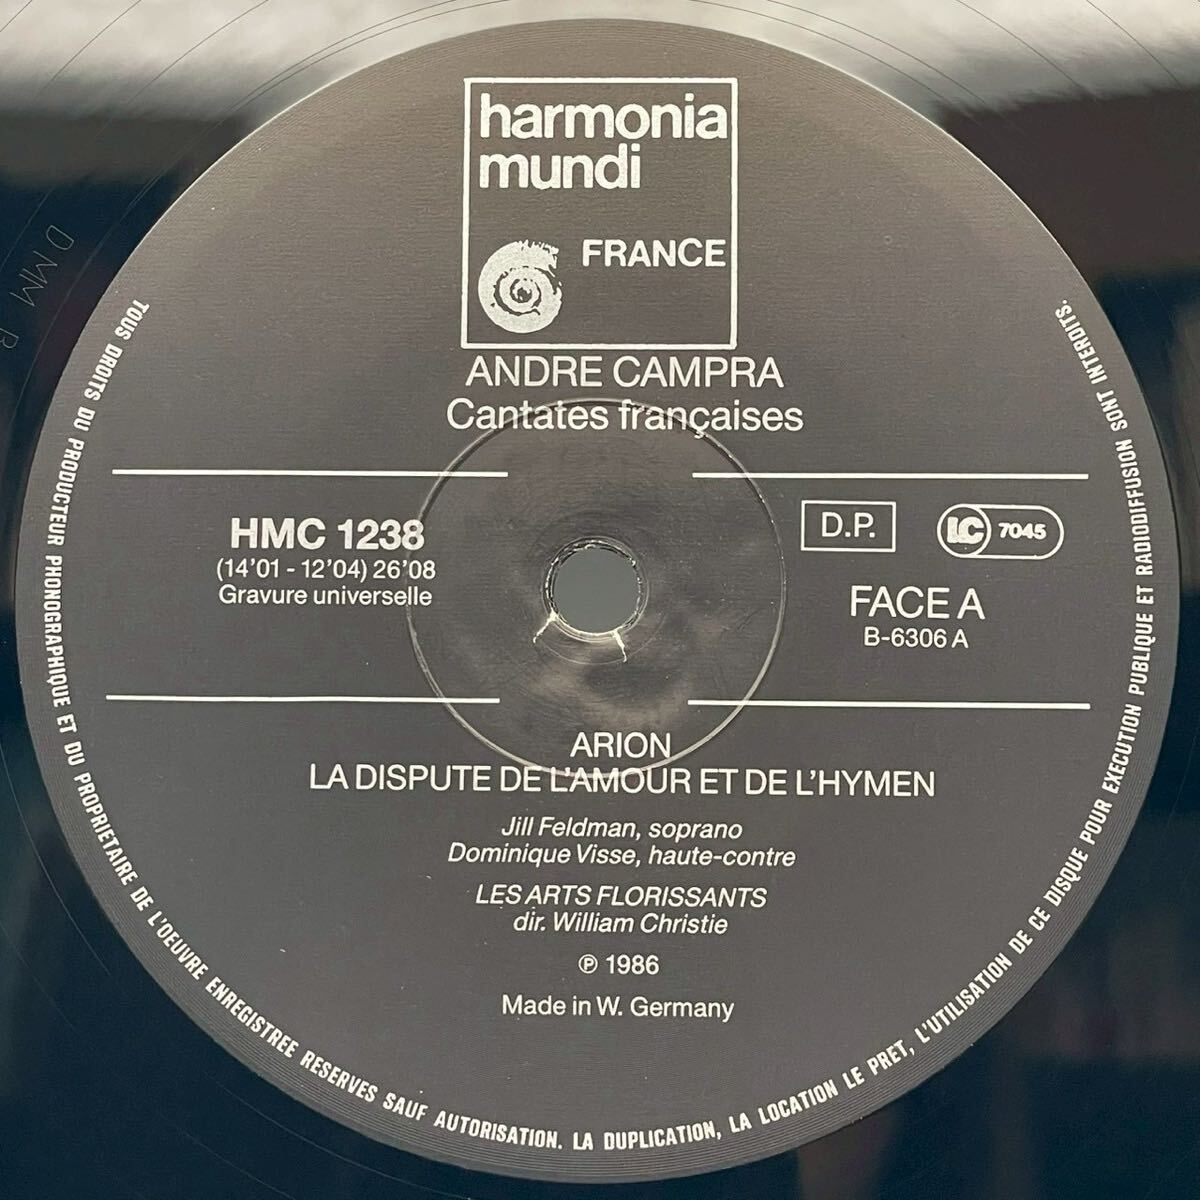 harmonia
mundi
FRANCE
ANDRE CAMPRA
Cantates françaises
HMC 1238
(14'01 - 12'04) 26'08
Gravure universelle
D.P.
LC 7045
FACE A
B-6306 A
ARION
LA DISPUTE DE L'AMOUR ET DE L'HYMEN
Jill Feldman, soprano
Dominique Visse, haute-contre
LES ARTS FLORISSANTS
dir. William Christie
℗ 1986
Made in W. Germany
TOUS DROITS DU PRODUCTEUR PHONOGRAPHIQUE ET DU PROPRIETAIRE DE L'OEUVRE ENREGISTREE RESERVES SAUF AUTORISATION. LA DUPLICATION, LA LOCATION LE PRET, L'UTILISATION DE CE DISQUE POUR EXECUTION PUBLIQUE ET RADIODIFFUSION SONT INTERDITS.
DMM